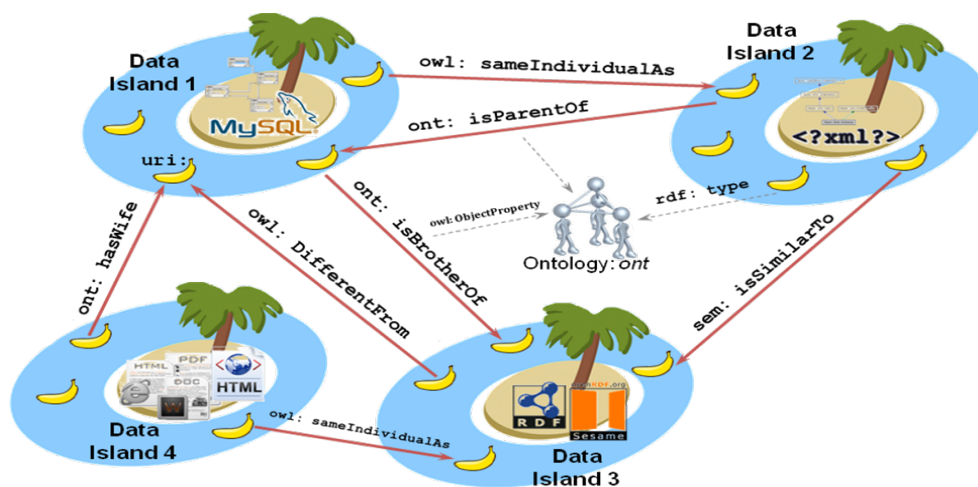 Data
Island 1
MySQL
uri:
owl: sameIndividualAs
ont: isParentOf
Data
Island 2
<?xml?>
rdf: type
owl:ObjectProperty
Ontology: ont
ont: isBrotherOf
owl: DifferentFrom
ont: hasWife
sem: isSimilarTo
HTML
PDF
DOC
HTML
Data
Island 4
owl: sameIndividualAs
RDF
openRDF.org
Sesame
Data
Island 3